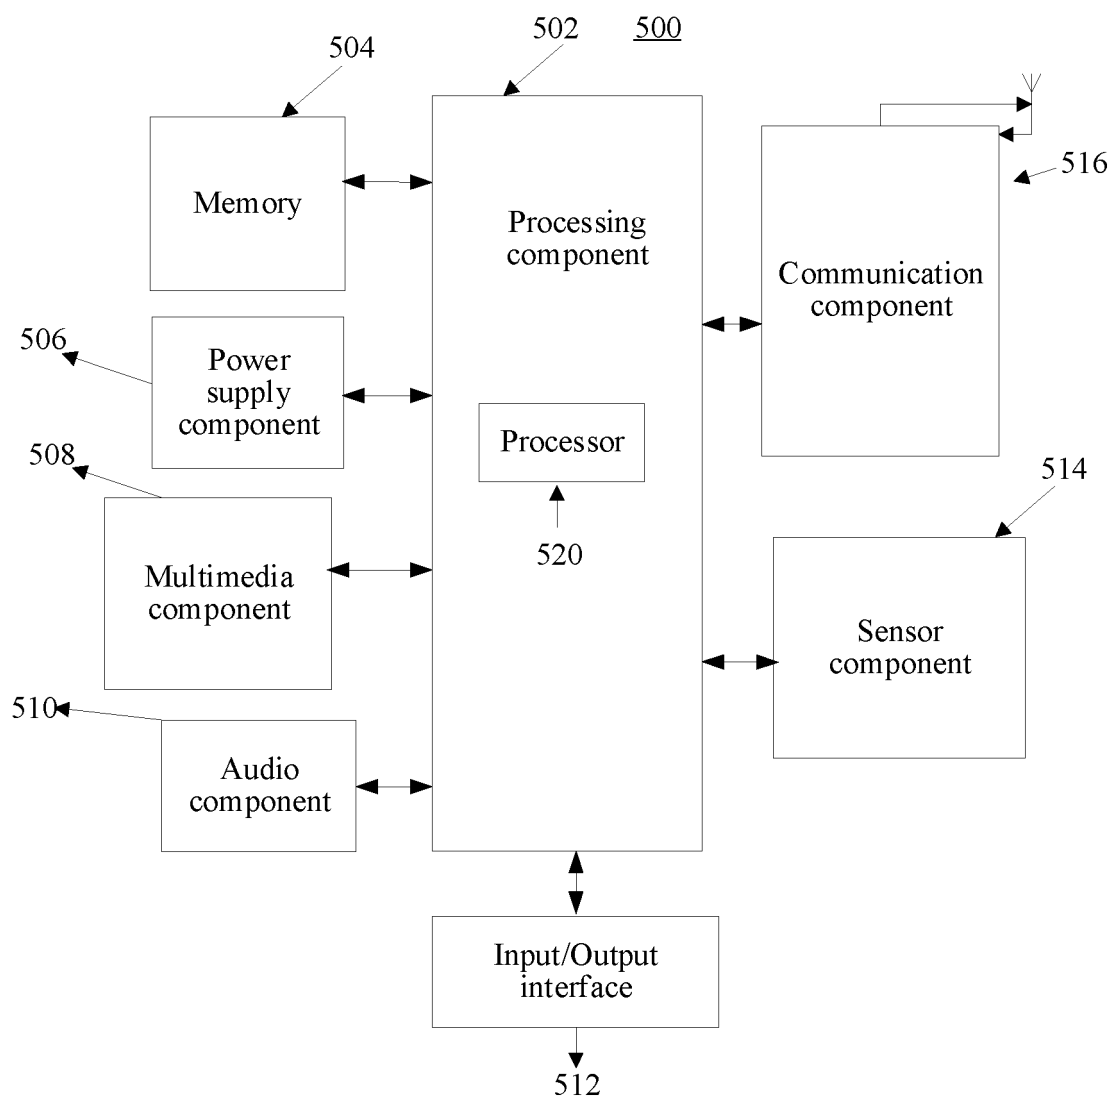 502
500
504
516
Memory
Processing
component
Communication
component
506
Power
supply
component
Processor
508
514
520
Multimedia
component
Sensor
component
510
Audio
component
Input/Output
interface
512